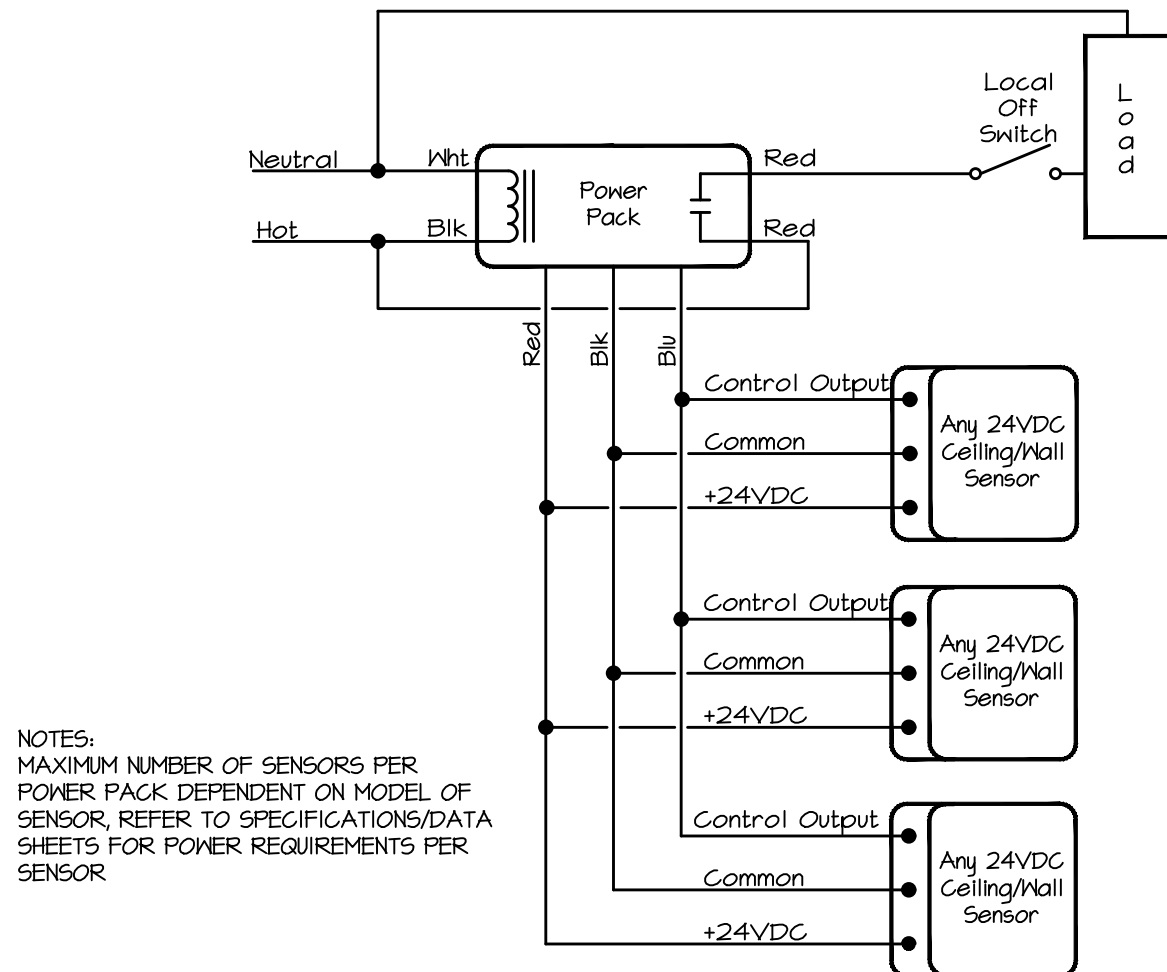 Local
Off
Switch
L
o
a
d
Neutral
Wht
Red
Power
Pack
Hot
Blk
Red
Red
Blk
Blu
Control Output
Common
+24VDC
Any 24VDC
Ceiling/Wall
Sensor
Control Output
Common
+24VDC
Any 24VDC
Ceiling/Wall
Sensor
Control Output
Common
+24VDC
Any 24VDC
Ceiling/Wall
Sensor
NOTES:
MAXIMUM NUMBER OF SENSORS PER
POWER PACK DEPENDENT ON MODEL OF
SENSOR, REFER TO SPECIFICATIONS/DATA
SHEETS FOR POWER REQUIREMENTS PER
SENSOR